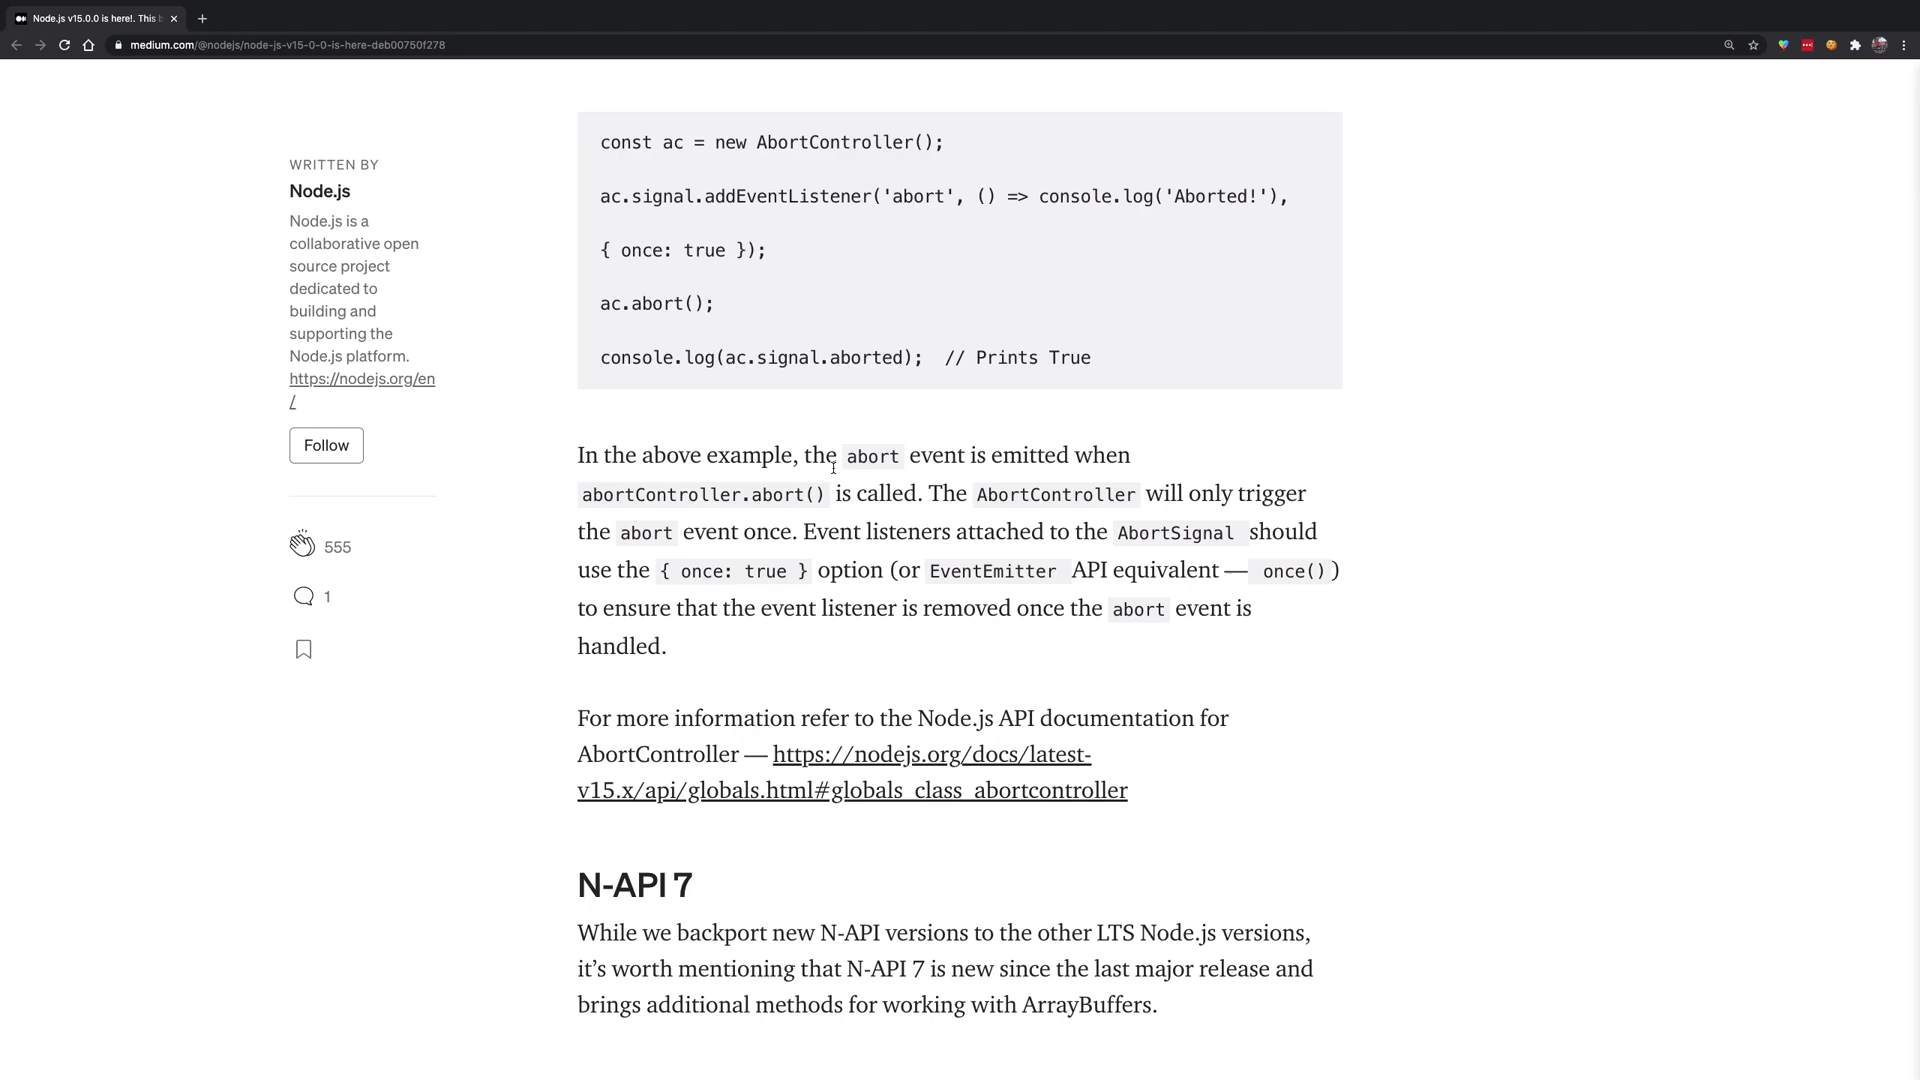 Node.js v15.0.0 is here!. This b
medium.com/@nodejs/node-js-v15-0-0-is-here-deb00750f278
WRITTEN BY
Node.js
Node.js is a
collaborative open
source project
dedicated to
building and
supporting the
Node.js platform.
https://nodejs.org/en
/
Follow
555
1
const ac = new AbortController();
ac.signal.addEventListener('abort', () => console.log('Aborted!'),
{ once: true });
ac.abort();
console.log(ac.signal.aborted);  // Prints True
In the above example, the abort event is emitted when
abortController.abort() is called. The AbortController will only trigger
the abort event once. Event listeners attached to the AbortSignal should
use the { once: true } option (or EventEmitter API equivalent — once())
to ensure that the event listener is removed once the abort event is
handled.
For more information refer to the Node.js API documentation for
AbortController — https://nodejs.org/docs/latest-
v15.x/api/globals.html#globals_class_abortcontroller
N-API 7
While we backport new N-API versions to the other LTS Node.js versions,
it’s worth mentioning that N-API 7 is new since the last major release and
brings additional methods for working with ArrayBuffers.